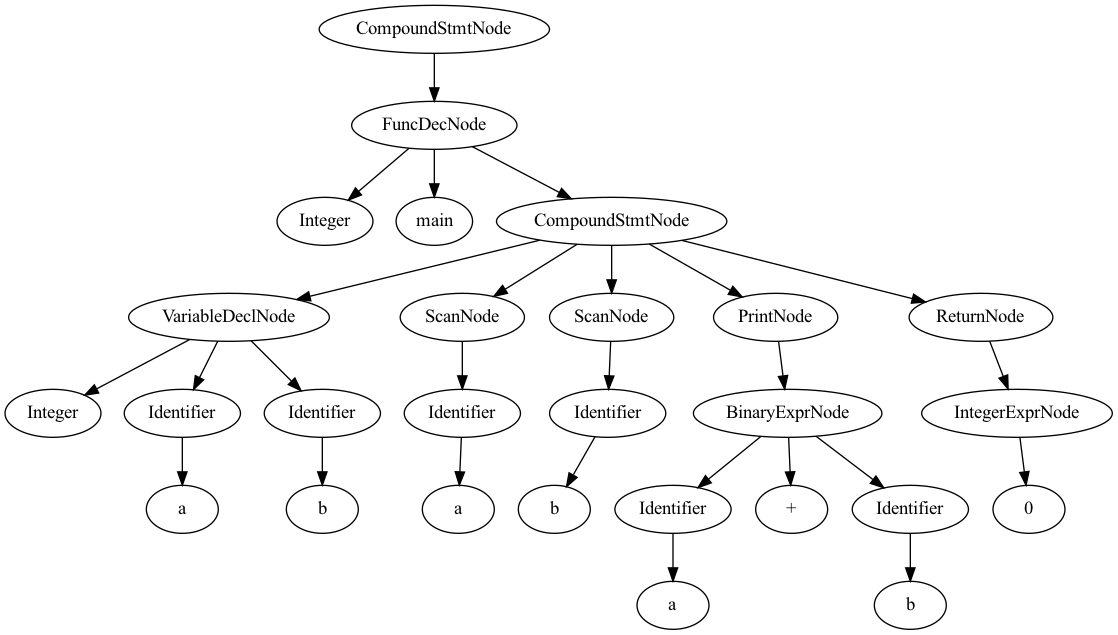 CompoundStmtNode
FuncDecNode
Integer main CompoundStmtNode
VariableDeclNode ScanNode ScanNode PrintNode ReturnNode
Integer Identifier Identifier Identifier Identifier BinaryExprNode IntegerExprNode
a b a b Identifier + Identifier 0
a b